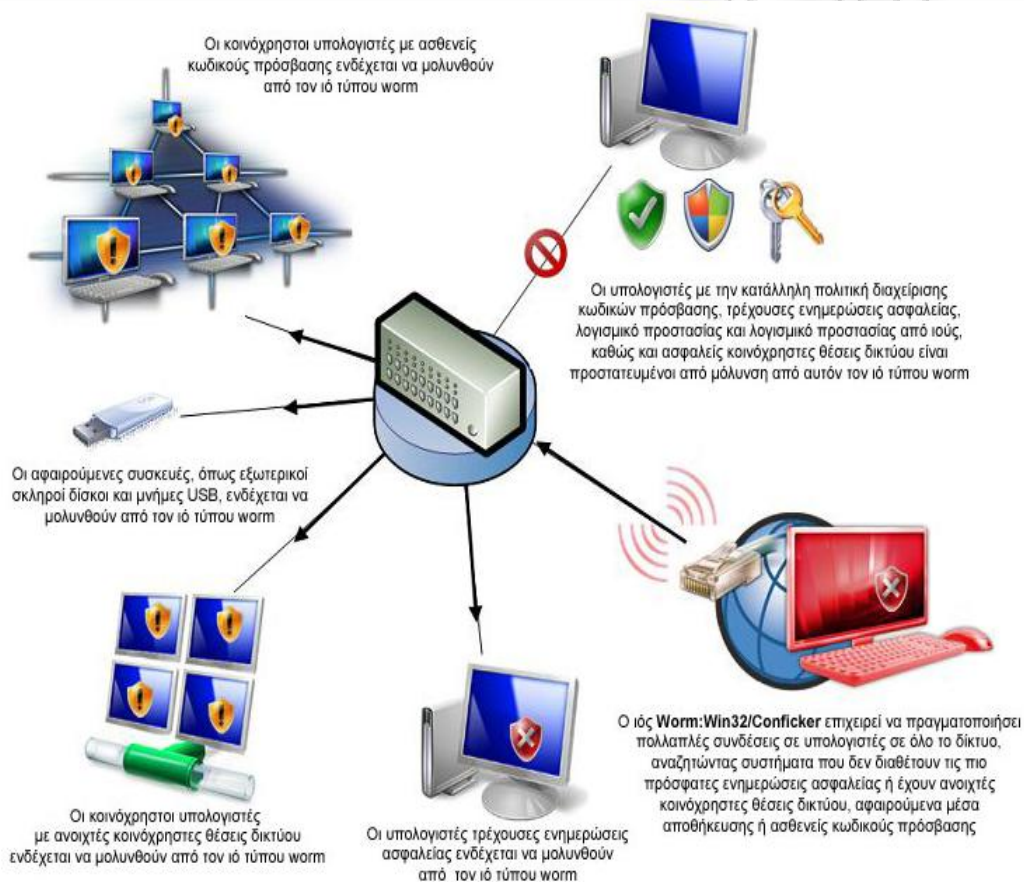 Οι κοινόχρηστοι υπολογιστές με ασθενείς
κωδικούς πρόσβασης ενδέχεται να μολυνθούν
από τον ιό τύπου worm
Οι υπολογιστές με την κατάλληλη πολιτική διαχείρισης
κωδικών πρόσβασης, τρέχουσες ενημερώσεις ασφαλείας,
λογισμικό προστασίας και λογισμικό προστασίας από ιούς,
καθώς και ασφαλείς κοινόχρηστες θέσεις δικτύου είναι
προστατευμένοι από μόλυνση από αυτόν τον ιό τύπου worm
Οι αφαιρούμενες συσκευές, όπως εξωτερικοί
σκληροί δίσκοι και μνήμες USB, ενδέχεται να
μολυνθούν από τον ιό τύπου worm
Οι κοινόχρηστοι υπολογιστές
με ανοιχτές κοινόχρηστες θέσεις δικτύου
ενδέχεται να μολυνθούν από τον ιό τύπου worm
Οι υπολογιστές τρέχουσες ενημερώσεις
ασφαλείας ενδέχεται να μολυνθούν
από τον ιό τύπου worm
Ο ιός Worm:Win32/Conficker επιχειρεί να πραγματοποιήσει
πολλαπλές συνδέσεις σε υπολογιστές σε όλο το δίκτυο,
αναζητώντας συστήματα που δεν διαθέτουν τις πιο
πρόσφατες ενημερώσεις ασφαλείας ή έχουν ανοιχτές
κοινόχρηστες θέσεις δικτύου, αφαιρούμενα μέσα
αποθήκευσης ή ασθενείς κωδικούς πρόσβασης